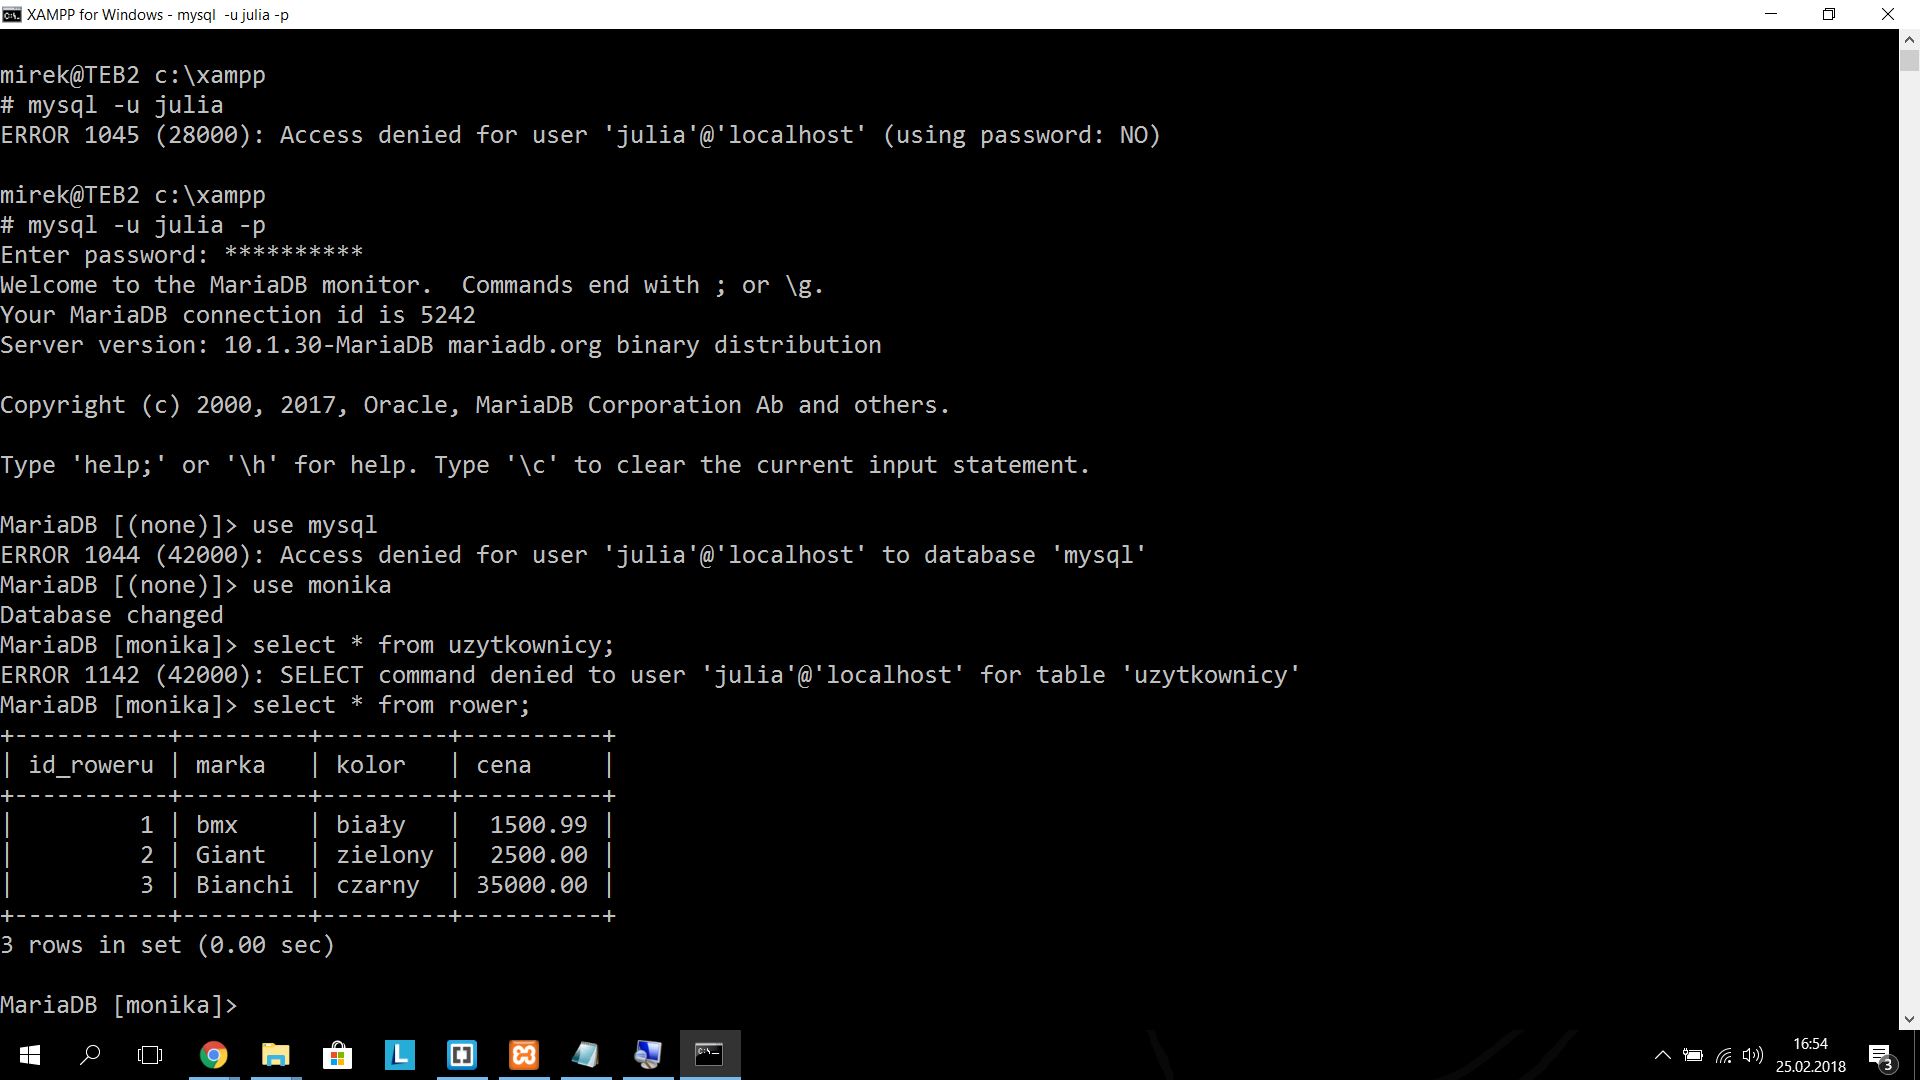 XAMPP for Windows - mysql  -u julia -p
mirek@TEB2 c:\xampp
# mysql -u julia
ERROR 1045 (28000): Access denied for user 'julia'@'localhost' (using password: NO)
mirek@TEB2 c:\xampp
# mysql -u julia -p
Enter password: **********
Welcome to the MariaDB monitor.  Commands end with ; or \g.
Your MariaDB connection id is 5242
Server version: 10.1.30-MariaDB mariadb.org binary distribution
Copyright (c) 2000, 2017, Oracle, MariaDB Corporation Ab and others.
Type 'help;' or '\h' for help. Type '\c' to clear the current input statement.
MariaDB [(none)]> use mysql
ERROR 1044 (42000): Access denied for user 'julia'@'localhost' to database 'mysql'
MariaDB [(none)]> use monika
Database changed
MariaDB [monika]> select * from uzytkownicy;
ERROR 1142 (42000): SELECT command denied to user 'julia'@'localhost' for table 'uzytkownicy'
MariaDB [monika]> select * from rower;
+-----------+---------+---------+----------+
| id_roweru | marka   | kolor   | cena     |
+-----------+---------+---------+----------+
|         1 | bmx     | biały   |  1500.99 |
|         2 | Giant   | zielony |  2500.00 |
|         3 | Bianchi | czarny  | 35000.00 |
+-----------+---------+---------+----------+
3 rows in set (0.00 sec)
MariaDB [monika]>
L
16:54
25.02.2018
3